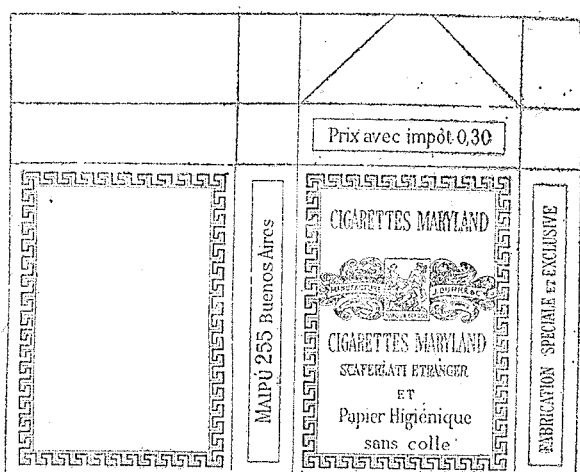 Prix avec impôt 0,30
MAIPÚ 255 Buenos Aires
CIGARETTES MARYLAND
MANUFACTURE
CIGARETTES MARYLAND
SCAFERLATI ETRANGER
ET
Papier Higiénique
sans colle
FABRICATION SPECIALE ET EXCLUSIVE